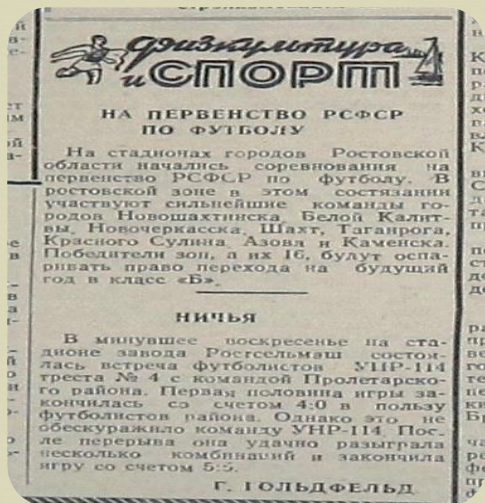 Физкультура
и СПОРТ
НА ПЕРВЕНСТВО РСФСР
ПО ФУТБОЛУ
На стадионах городов Ростовской
области начались соревнования на
первенство РСФСР по футболу. В
ростовской зоне в этом состязании
участвуют сильнейшие команды го-
родов Новошахтинска, Белой Калит-
вы, Новочеркасска, Шахт, Таганрога,
Красного Сулина, Азова и Каменска.
Победители зон, а их 16, будут оспа-
ривать право перехода на будущий
год в класс «Б».
НИЧЬЯ
В минувшее воскресенье на ста-
дионе завода Ростсельмаш состоя-
лась встреча футболистов УНР-114
треста № 4 с командой Пролетарско-
го района. Первая половина игры за-
кончилась со счетом 4:0 в пользу
футболистов района. Однако это не
обескуражило команду УНР-114. Пос-
ле перерыва она удачно разыграла
несколько комбинаций и закончила
игру со счетом 5:5.
Г. ГОЛЬДФЕЛЬД